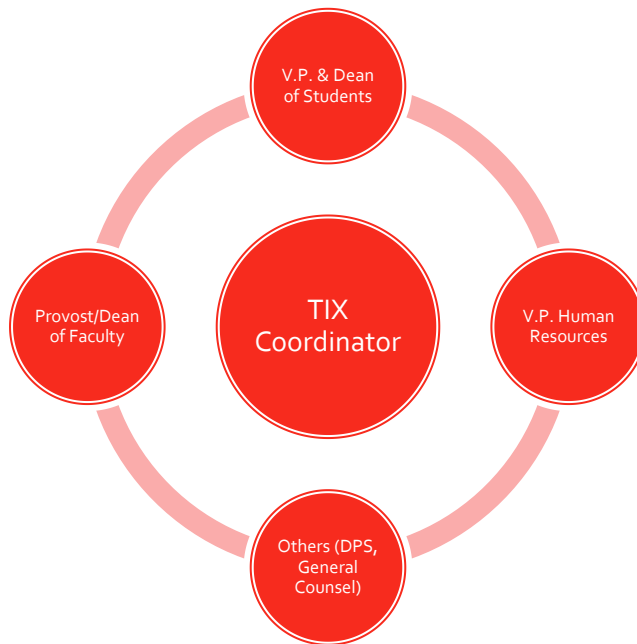 V.P. & Dean
of Students
Provost/Dean
of Faculty
TIX
Coordinator
V.P. Human
Resources
Others (DPS,
General
Counsel)